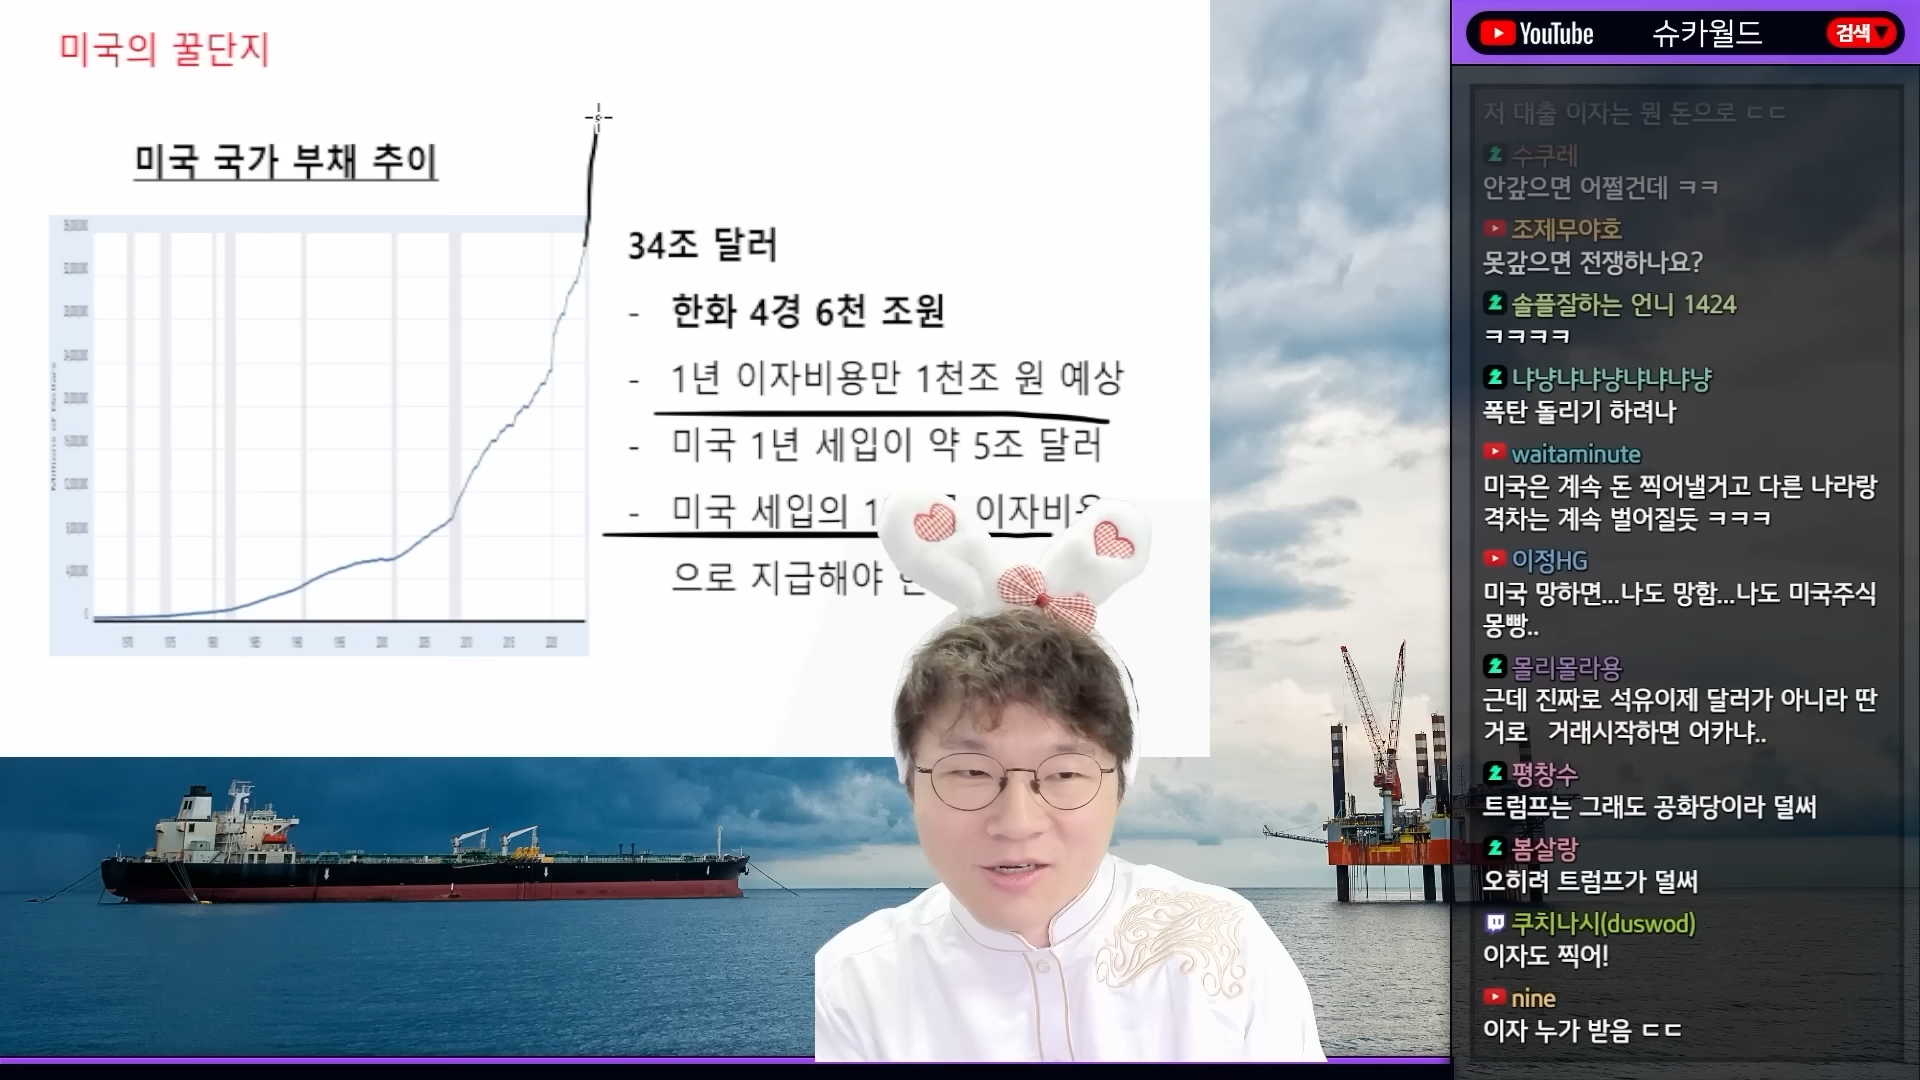 미국의 꿀단지
미국 국가 부채 추이
34조 달러
- 한화 4경 6천 조원
- 1년 이자비용만 1천조 원 예상
- 미국 1년 세입이 약 5조 달러
- 미국 세입의 이자비용
으로 지급해야
Millions of Dollars
YouTube 슈카월드 검색▼
저 대출 이자는 뭔 돈으로 ㄷㄷ
수쿠레
안갚으면 어쩔건데 ㅋㅋ
조제무야호
못갚으면 전쟁하나요?
솔플잘하는 언니 1424
ㅋㅋㅋㅋ
냐냥냐냐냥냐냐냐냥
폭탄 돌리기 하려나
waitaminute
미국은 계속 돈 찍어낼거고 다른 나라랑
격차는 계속 벌어질듯 ㅋㅋㅋ
이정HG
미국 망하면...나도 망함...나도 미국주식
몽빵..
몰리몰라용
근데 진짜로 석유이제 달러가 아니라 딴
거로 거래시작하면 어카냐..
평창수
트럼프는 그래도 공화당이라 덜써
봄살랑
오히려 트럼프가 덜써
쿠치나시(duswod)
이자도 찍어!
nine
이자 누가 받음 ㄷㄷ